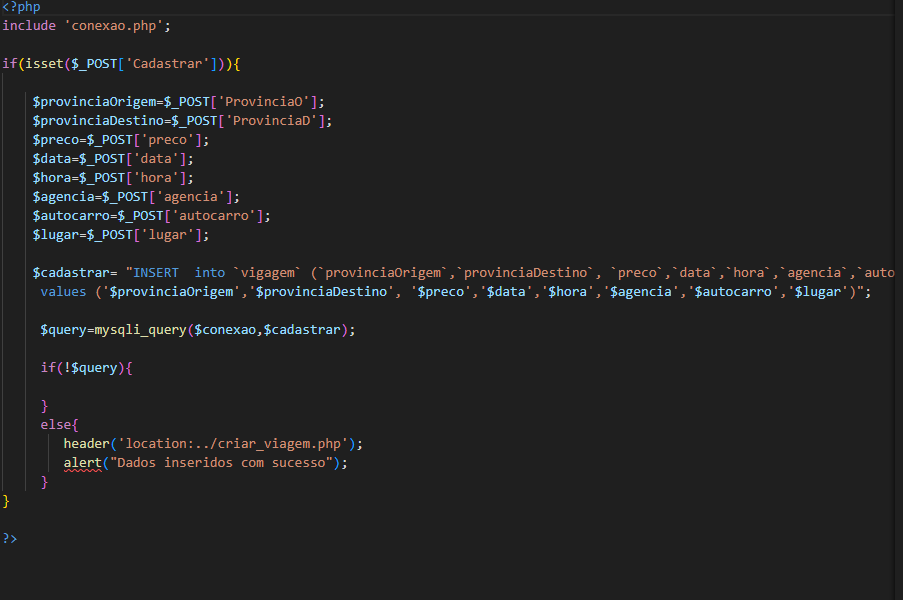 <?php
include 'conexao.php';
if(isset($_POST['Cadastrar'])){
$provinciaOrigem=$_POST['ProvinciaO'];
$provinciaDestino=$_POST['ProvinciaD'];
$preco=$_POST['preco'];
$data=$_POST['data'];
$hora=$_POST['hora'];
$agencia=$_POST['agencia'];
$autocarro=$_POST['autocarro'];
$lugar=$_POST['lugar'];
$cadastrar= "INSERT  into `vigagem` (`provinciaOrigem`,`provinciaDestino`, `preco`,`data`,`hora`,`agencia`,`auto
values ('$provinciaOrigem','$provinciaDestino', '$preco','$data','$hora','$agencia','$autocarro','$lugar')";
$query=mysqli_query($conexao,$cadastrar);
if(!$query){
}
else{
header('location:../criar_viagem.php');
alert("Dados inseridos com sucesso");
}
}
?>